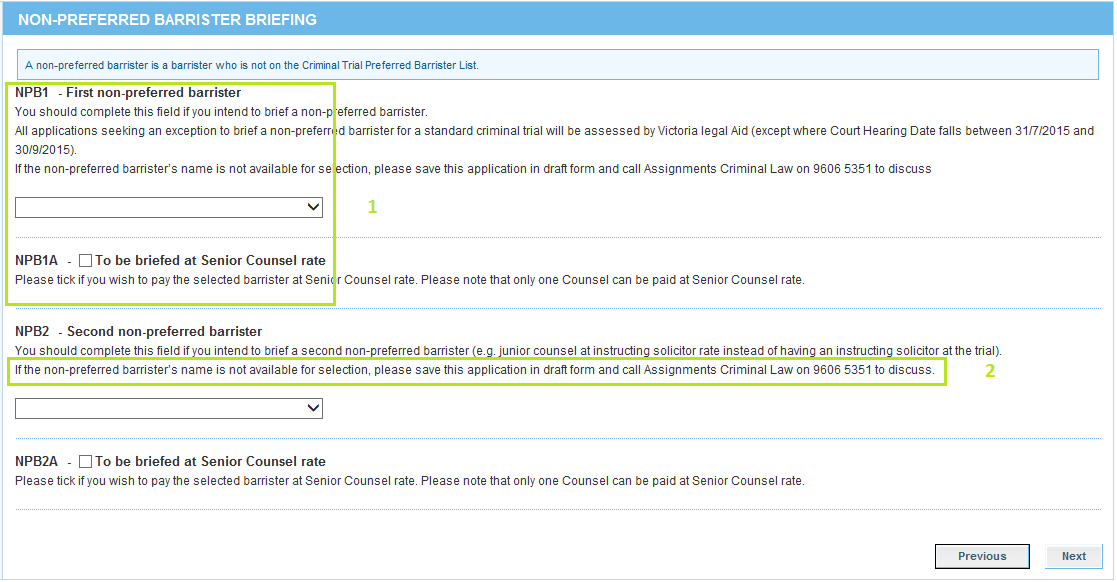 NON-PREFERRED BARRISTER BRIEFING
A non-preferred barrister is a barrister who is not on the Criminal Trial Preferred Barrister List.
NPB1 - First non-preferred barrister
You should complete this field if you intend to brief a non-preferred barrister.
All applications seeking an exception to brief a non-preferred barrister for a standard criminal trial will be assessed by Victoria legal Aid (except where Court Hearing Date falls between 31/7/2015 and
30/9/2015).
If the non-preferred barrister's name is not available for selection, please save this application in draft form and call Assignments Criminal Law on 9606 5351 to discuss
1
NPB1A - To be briefed at Senior Counsel rate
Please tick if you wish to pay the selected barrister at Senior Counsel rate. Please note that only one Counsel can be paid at Senior Counsel rate.
NPB2 - Second non-preferred barrister
You should complete this field if you intend to brief a second non-preferred barrister (e.g. junior counsel at instructing solicitor rate instead of having an instructing solicitor at the trial).
If the non-preferred barrister's name is not available for selection, please save this application in draft form and call Assignments Criminal Law on 9606 5351 to discuss.
2
NPB2A - To be briefed at Senior Counsel rate
Please tick if you wish to pay the selected barrister at Senior Counsel rate. Please note that only one Counsel can be paid at Senior Counsel rate.
Previous Next